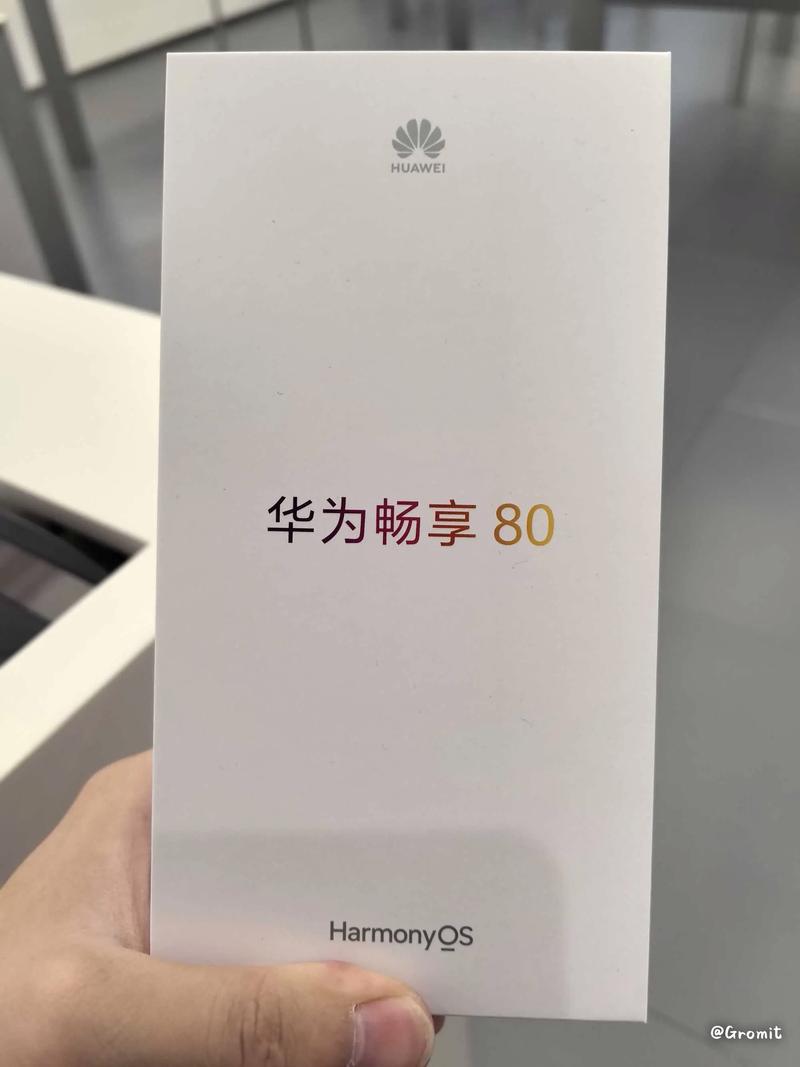 HUAWEI
华为畅享 80
HarmonyOS
@Gromit